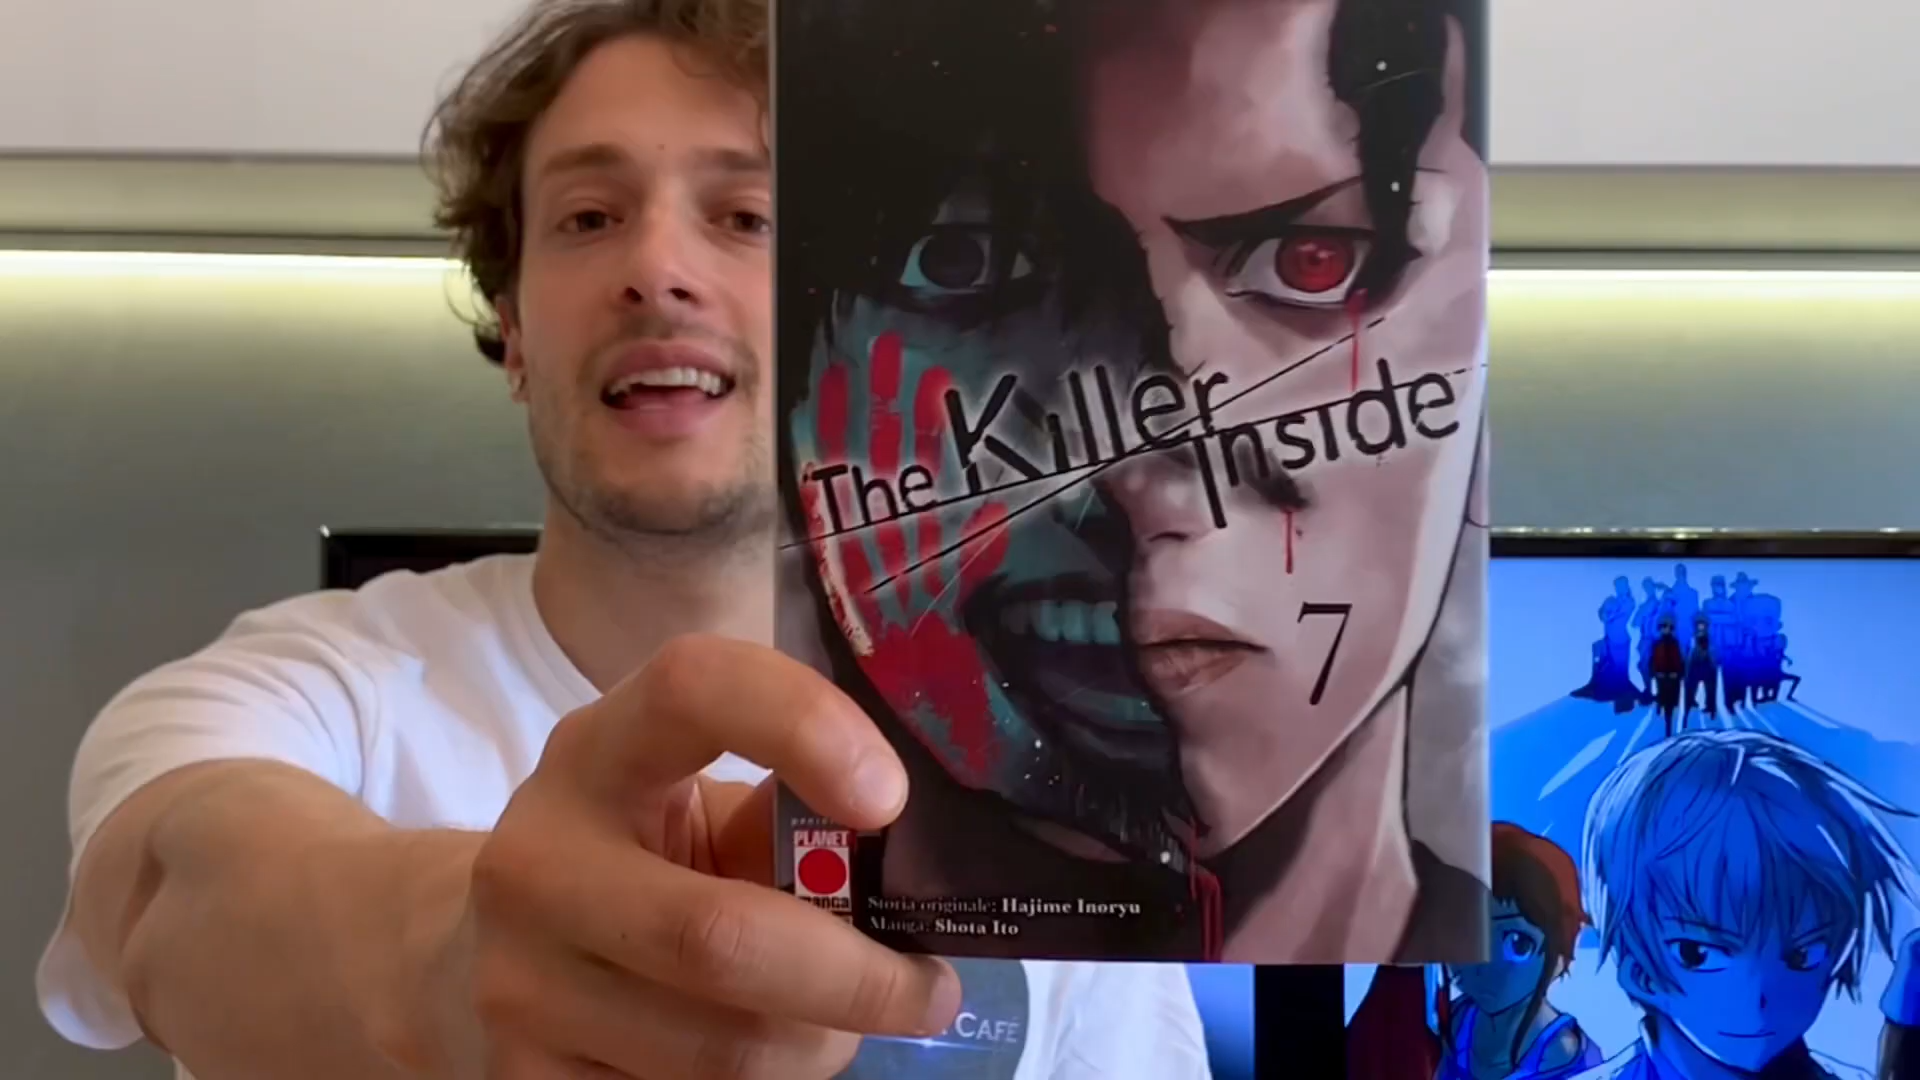 The Killer
Inside
7
PLANET
manga
Storia originale: Hajime Inoryu
Manga: Shota Ito
CAFÉ